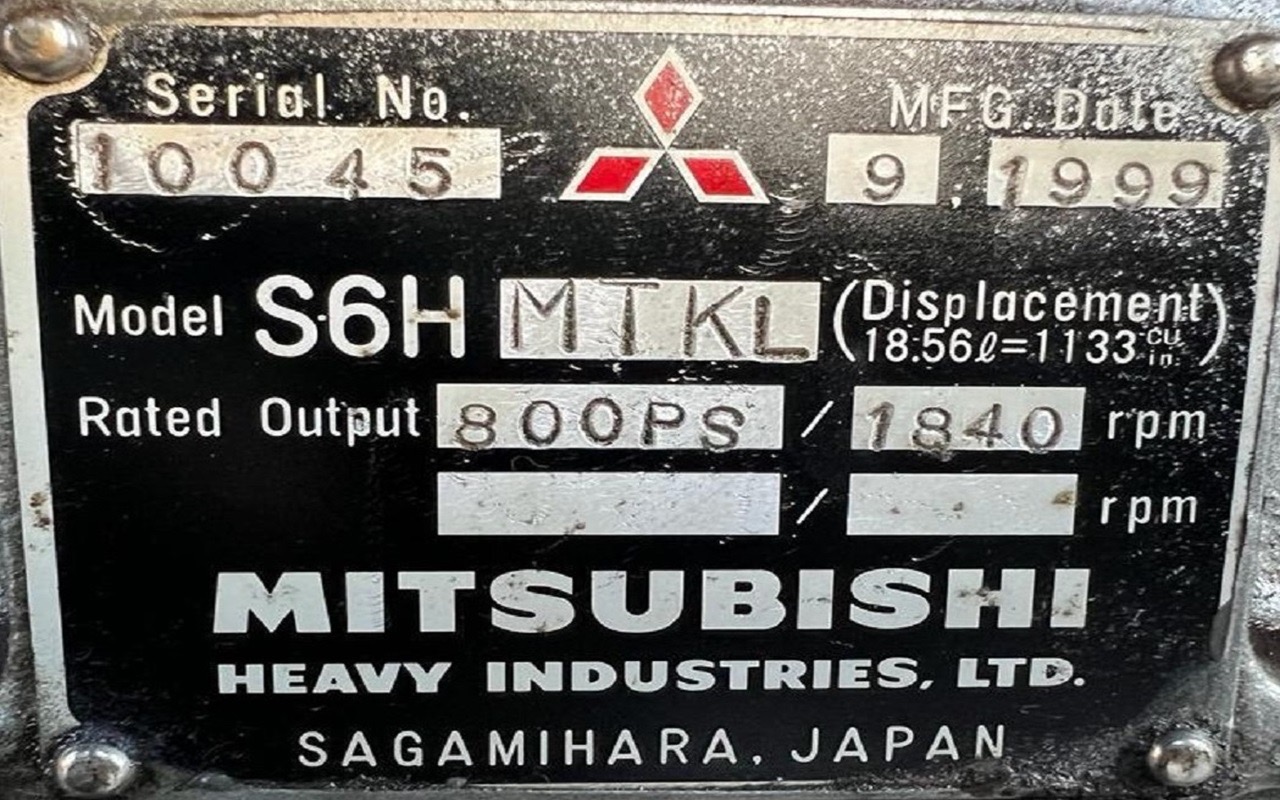 Serial No. MFG. Date
10045 9. 1999
Model S6H MTKL (Displacement 18.56ℓ=1133 cu. in.)
Rated Output 800PS / 1840 rpm
/ rpm
MITSUBISHI
HEAVY INDUSTRIES, LTD.
SAGAMIHARA, JAPAN